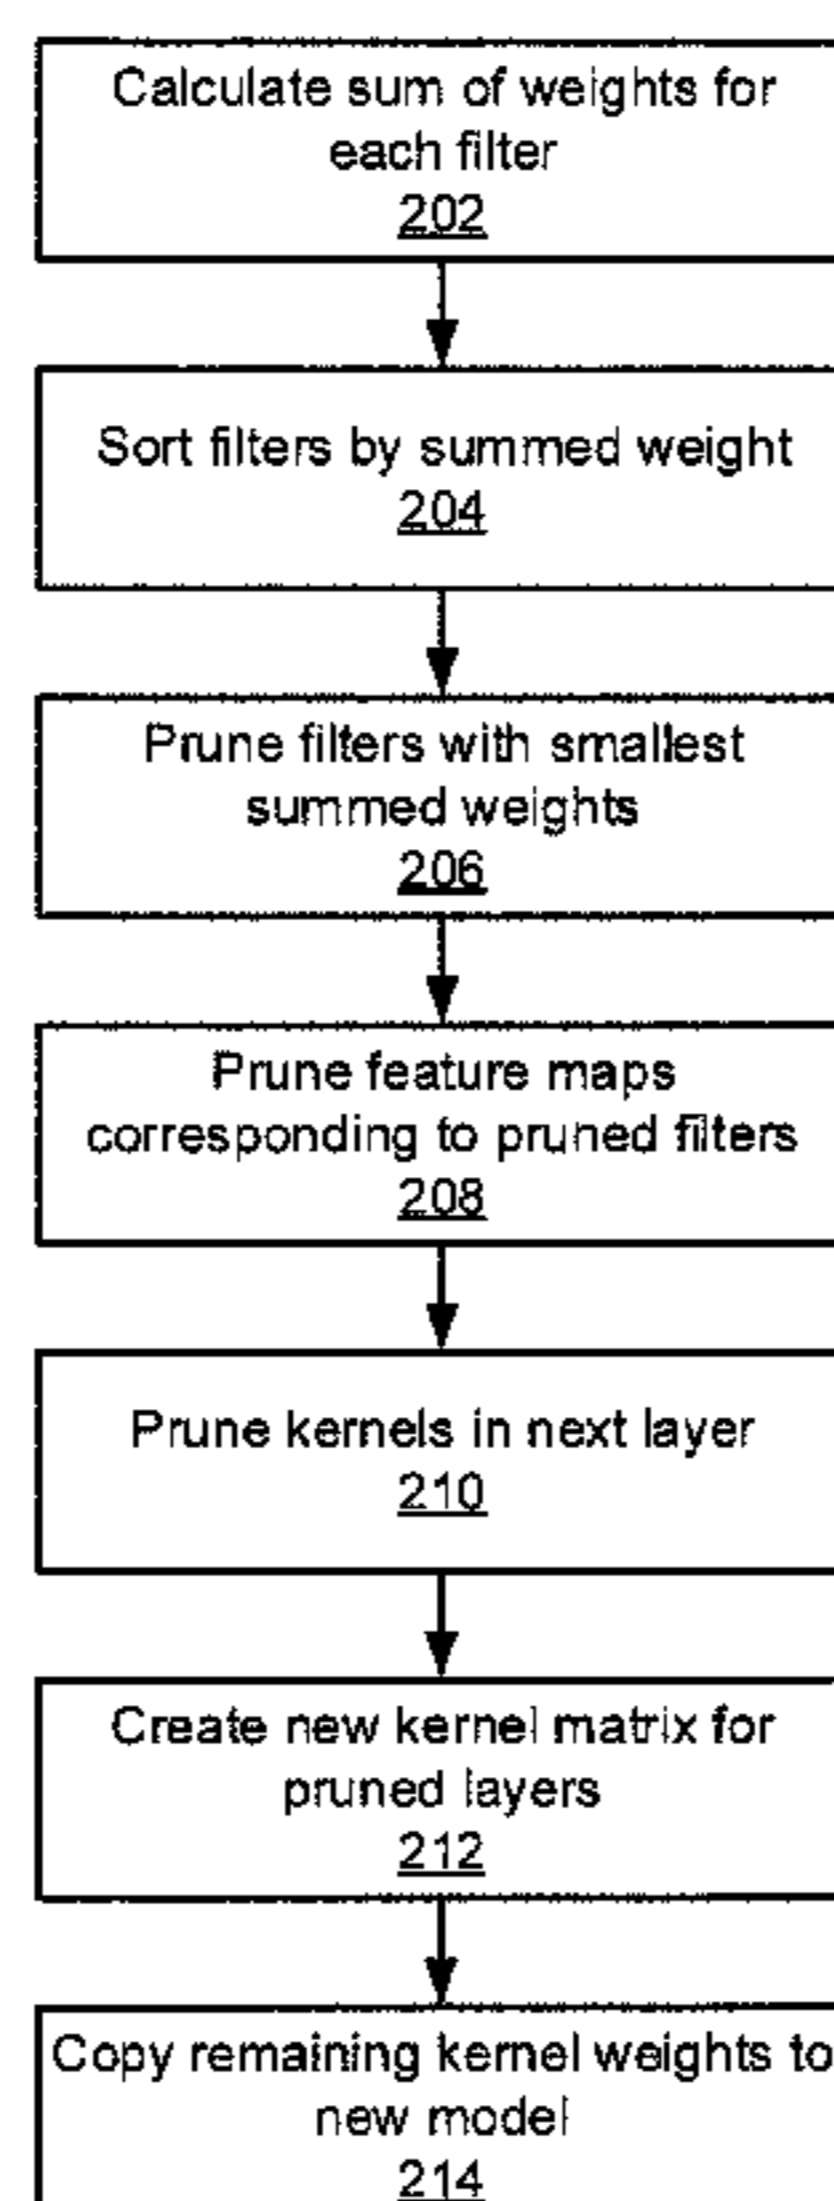 Calculate sum of weights for
each filter
202
Sort filters by summed weight
204
Prune filters with smallest
summed weights
206
Prune feature maps
corresponding to pruned filters
208
Prune kernels in next layer
210
Create new kernel matrix for
pruned layers
212
Copy remaining kernel weights to
new model
214